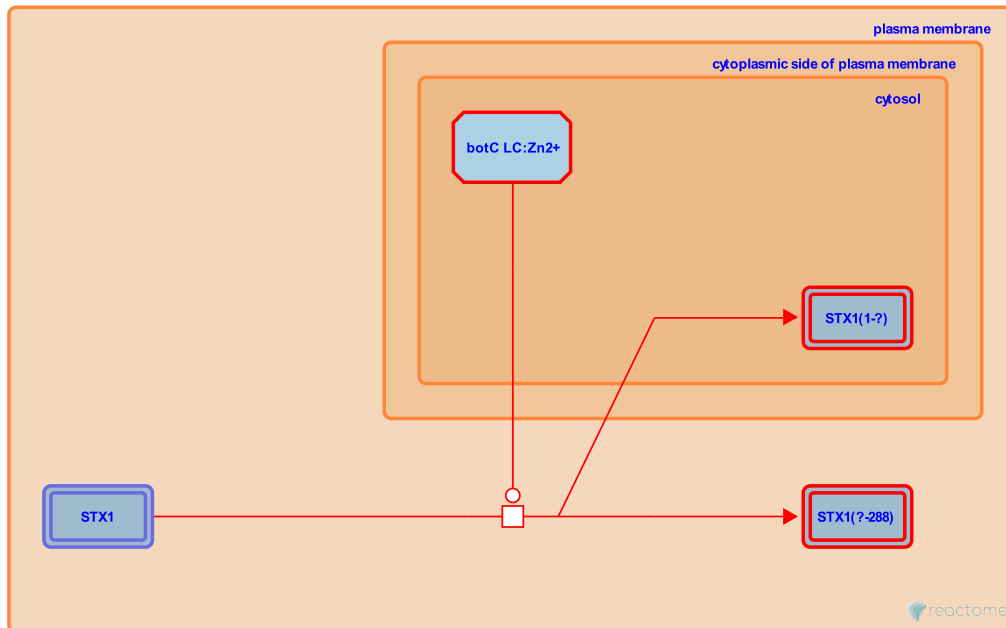 plasma membrane
cytoplasmic side of plasma membrane
cytosol
botC LC:Zn2+
STX1(1-?)
STX1
STX1(?-288)
reactome